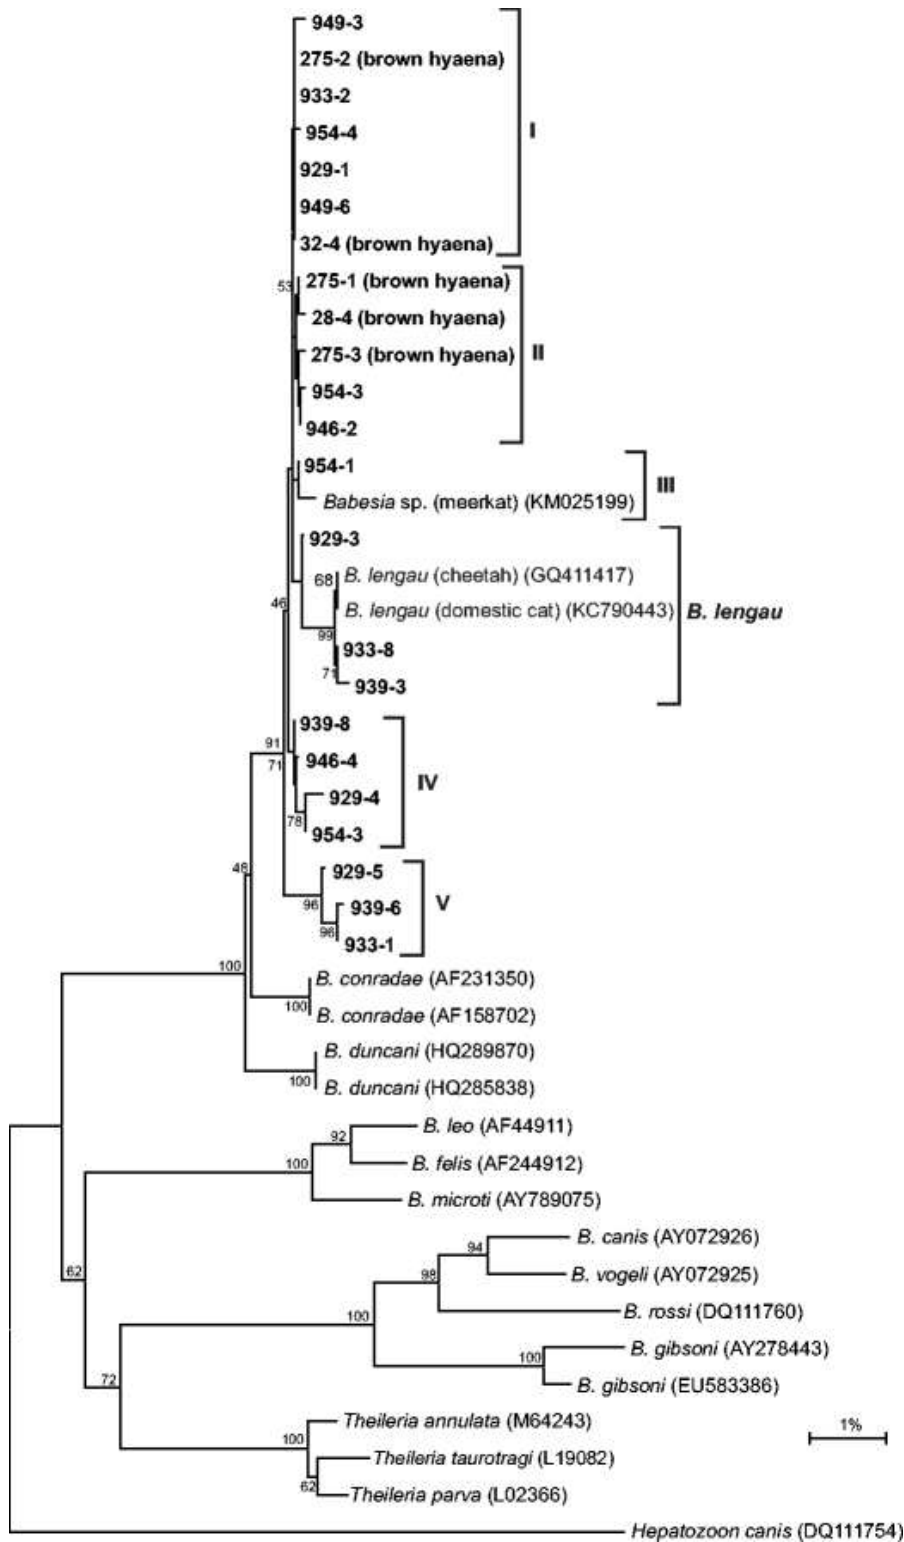 949-3
275-2 (brown hyaena)
933-2
954-4
I
929-1
949-6
32-4 (brown hyaena)
53
275-1 (brown hyaena)
28-4 (brown hyaena)
275-3 (brown hyaena)
II
954-3
946-2
954-1
III
Babesia sp. (meerkat) (KM025199)
929-3
68
B. lengau (cheetah) (GQ411417)
46
B. lengau (domestic cat) (KC790443)
B. lengau
99
933-8
71
939-3
939-8
91
71
946-4
IV
929-4
78
954-3
48
929-5
96
939-6
V
96
933-1
100
B. conradae (AF231350)
100
B. conradae (AF158702)
B. duncani (HQ289870)
100
B. duncani (HQ285838)
B. leo (AF44911)
92
100
B. felis (AF244912)
B. microti (AY789075)
B. canis (AY072926)
94
62
98
B. vogeli (AY072925)
B. rossi (DQ111760)
100
B. gibsoni (AY278443)
100
72
B. gibsoni (EU583386)
Theileria annulata (M64243)
1%
100
Theileria taurotragi (L19082)
62
Theileria parva (L02366)
Hepatozoon canis (DQ111754)